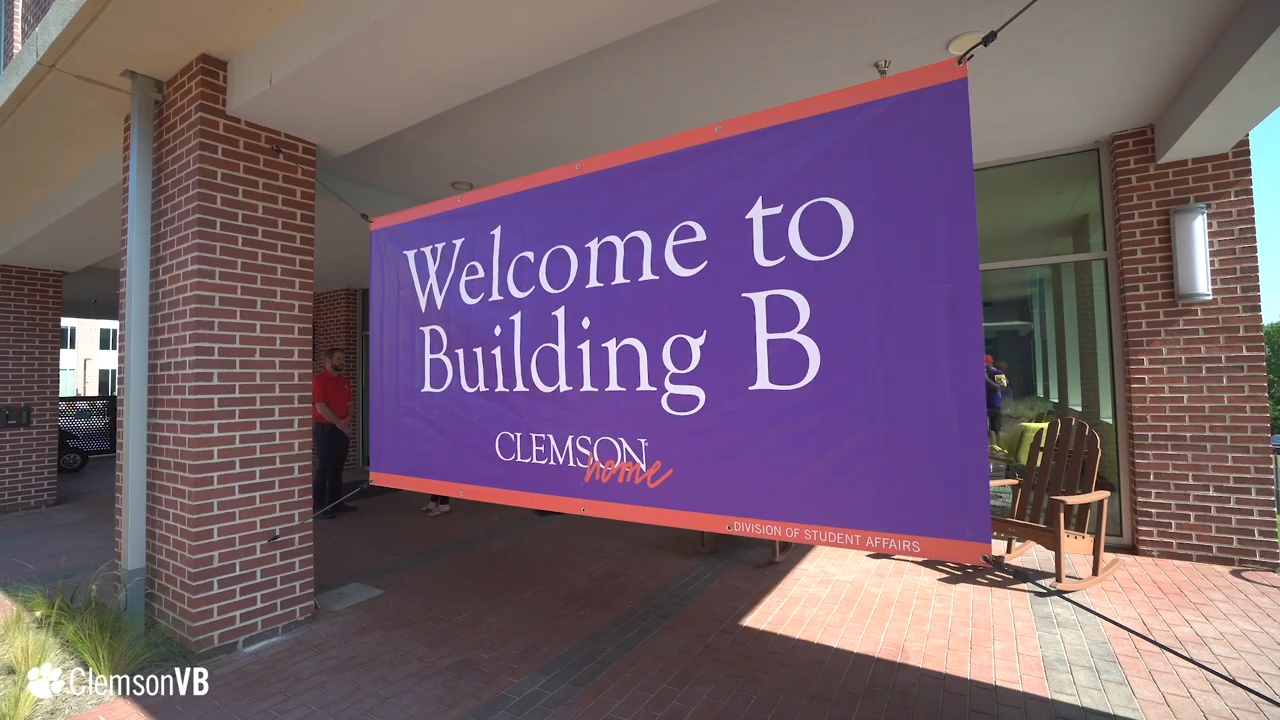 Welcome to
Building B
CLEMSON
home
DIVISION OF STUDENT AFFAIRS
ClemsonVB